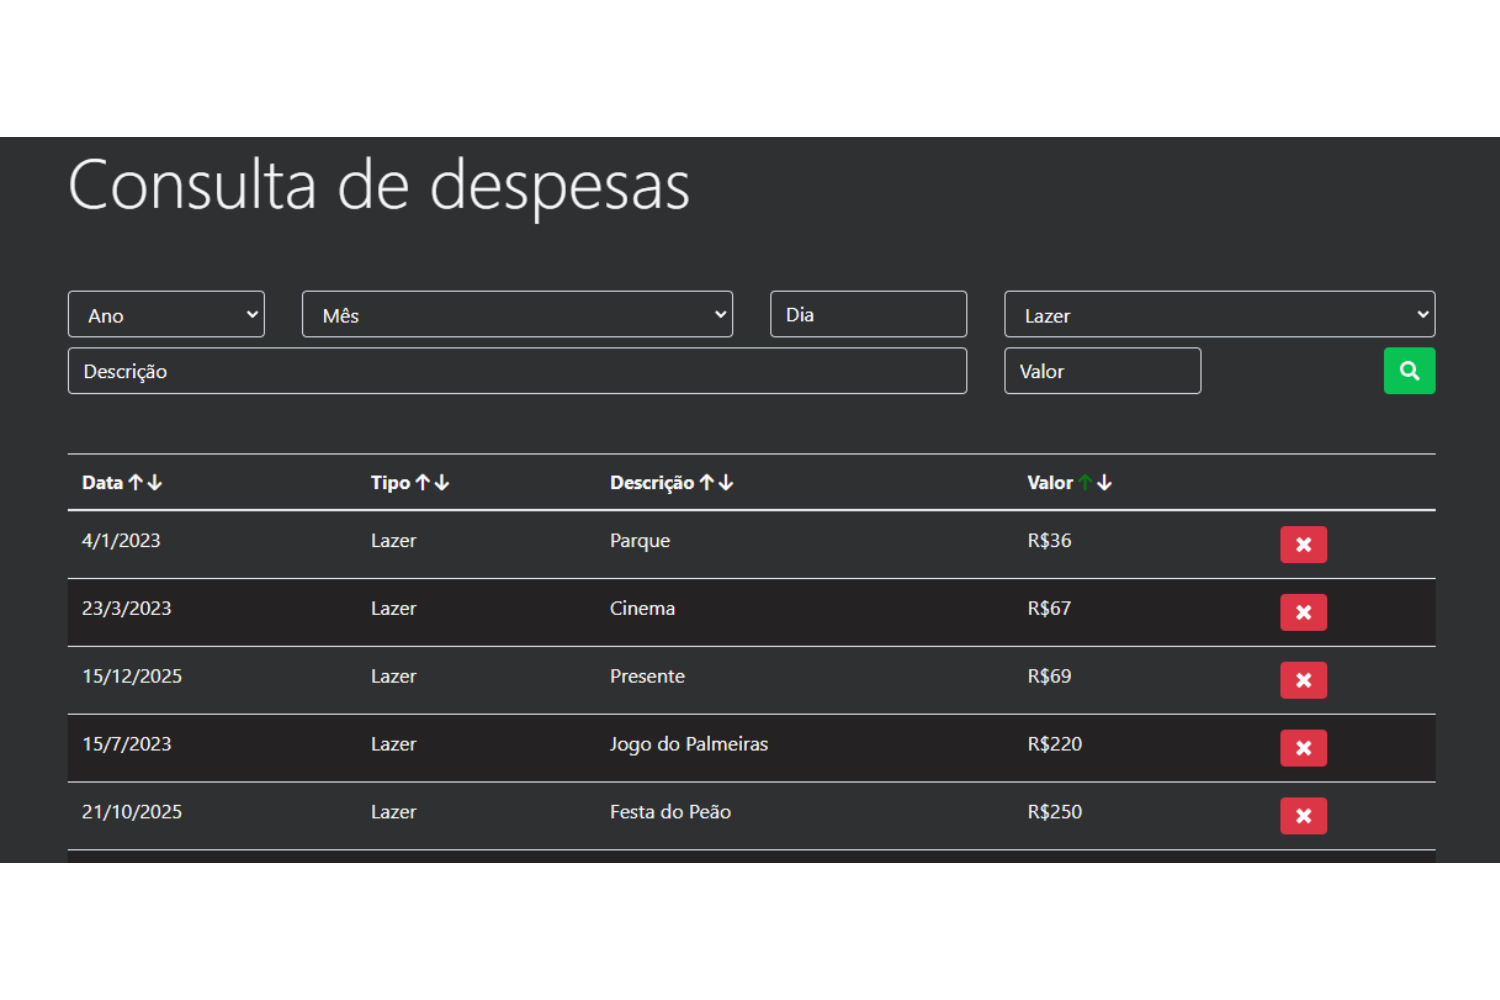 Consulta de despesas
Ano Mês Dia Lazer
Descrição Valor
Data Tipo Descrição Valor
4/1/2023 Lazer Parque R$36
23/3/2023 Lazer Cinema R$67
15/12/2025 Lazer Presente R$69
15/7/2023 Lazer Jogo do Palmeiras R$220
21/10/2025 Lazer Festa do Peão R$250